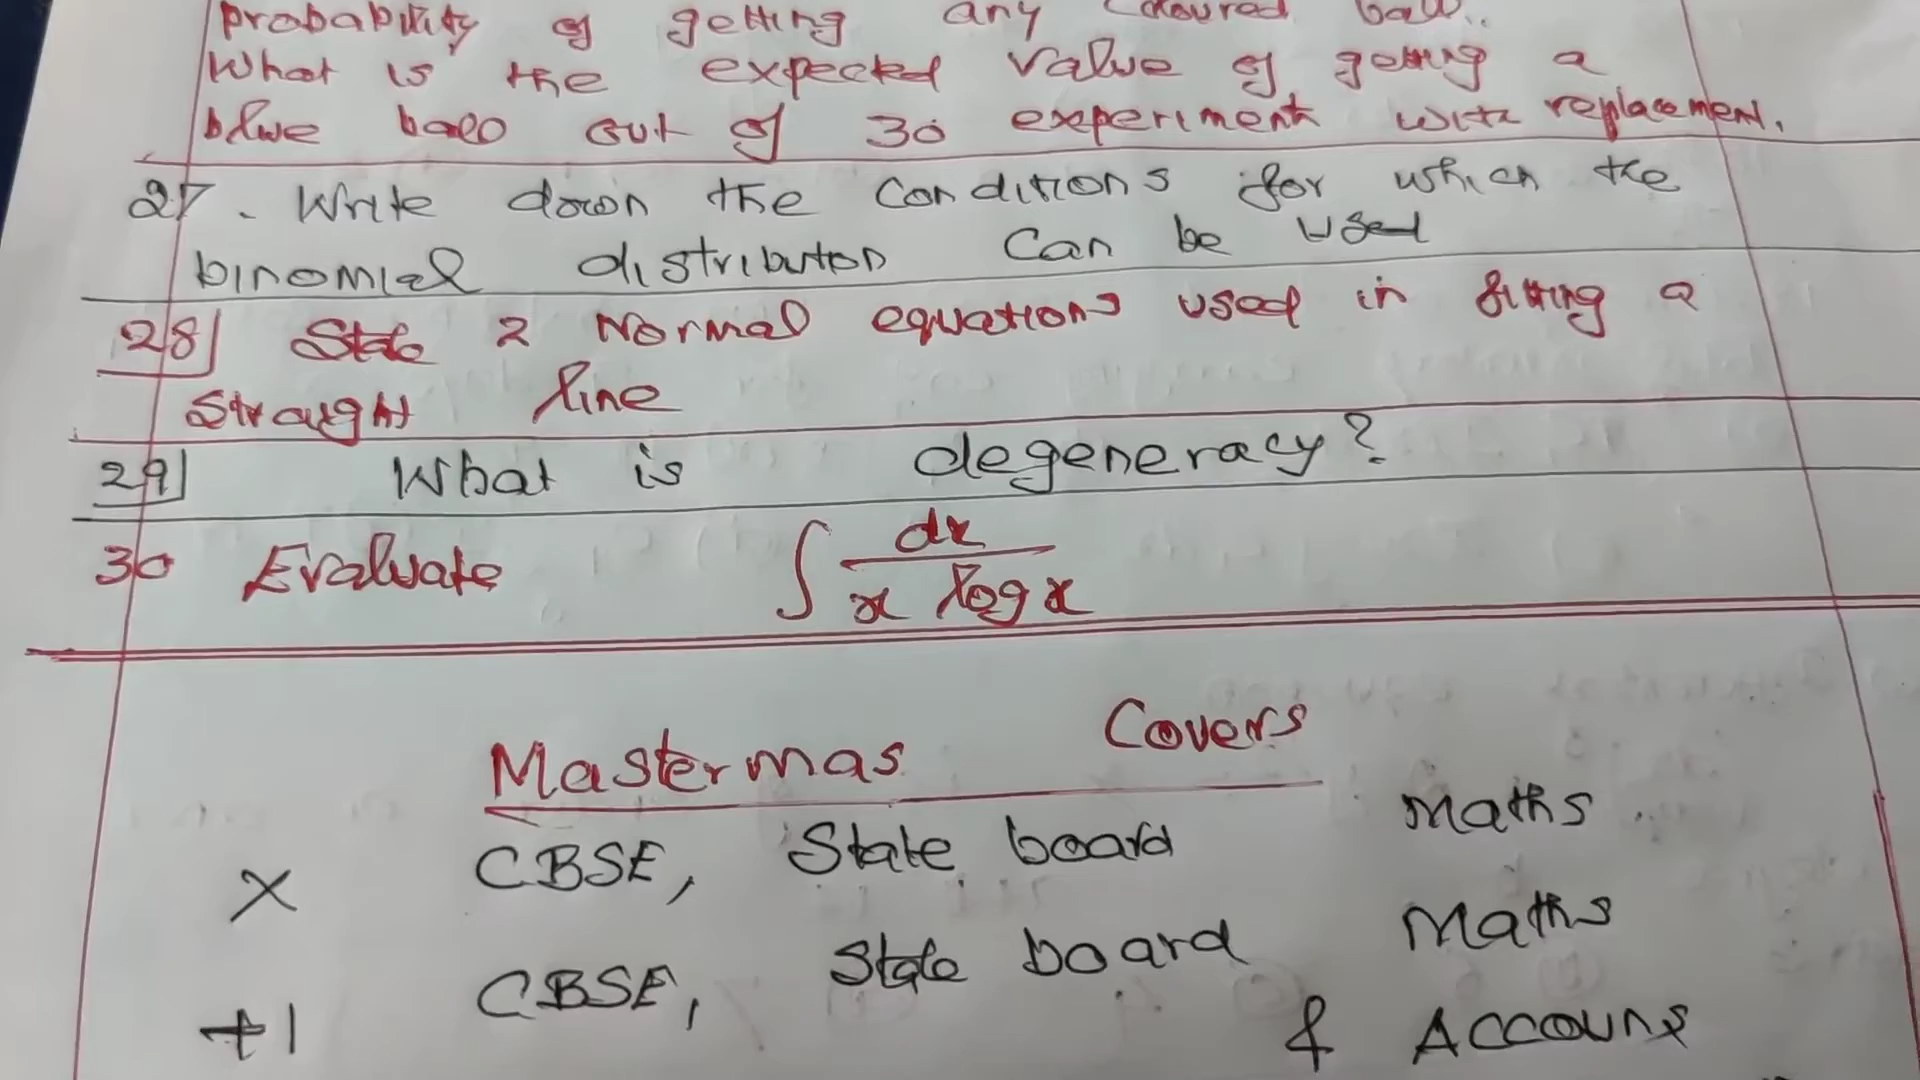 probability of getting any coloured ball..
What is the expected value of getting a
blue ball out of 30 experiment with replacement.
27. Write down the conditions for which the
binomial distribution can be used
28] State 2 Normal equations used in fitting a
straight line
29] What is degeneracy?
30 Evaluate ∫ dx / x log x
Mastermas Covers
X CBSE, State board Maths
+1 CBSE, State board Maths
& Accouns